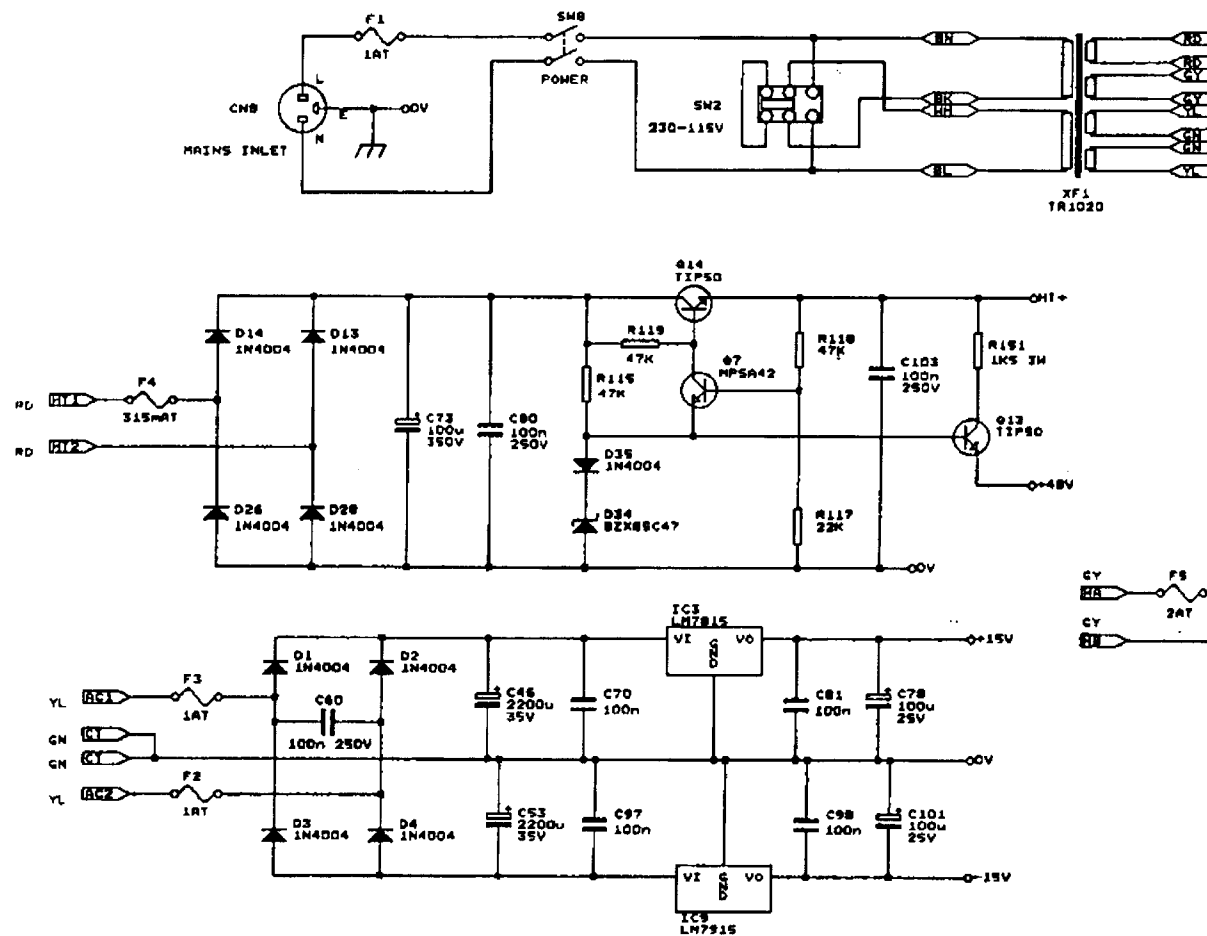 F1
1AT
SW8
POWER
L
CN9
E
0V
N
MAINS INLET
SW2
230-115V
BN
BK
WH
BL
RD
RD
GY
GY
YL
GN
GN
YL
XF1
TR1020
Q14
TIP50
HT+
D14
1N4004
D13
1N4004
R119
47K
Q7
MPSA42
R118
47K
R151
1K5 3W
R115
47K
C103
100n
250V
F4
315mAT
RD HT1
RD HT2
C73
100u
350V
C80
100n
250V
Q13
TIP50
D35
1N4004
+48V
D26
1N4004
D28
1N4004
D34
BZX85C47
R117
22K
0V
GY
HA
F5
2AT
GY
HB
IC3
LM7815
VI
VO
GND
+15V
D1
1N4004
D2
1N4004
F3
1AT
YL AC1
C60
100n 250V
C46
2200u
35V
C70
100n
C81
100n
C78
100u
25V
GN CT
GN CT
0V
YL AC2
F2
1AT
D3
1N4004
D4
1N4004
C53
2200u
35V
C97
100n
C98
100n
C101
100u
25V
VI
VO
GND
-15V
IC9
LM7915